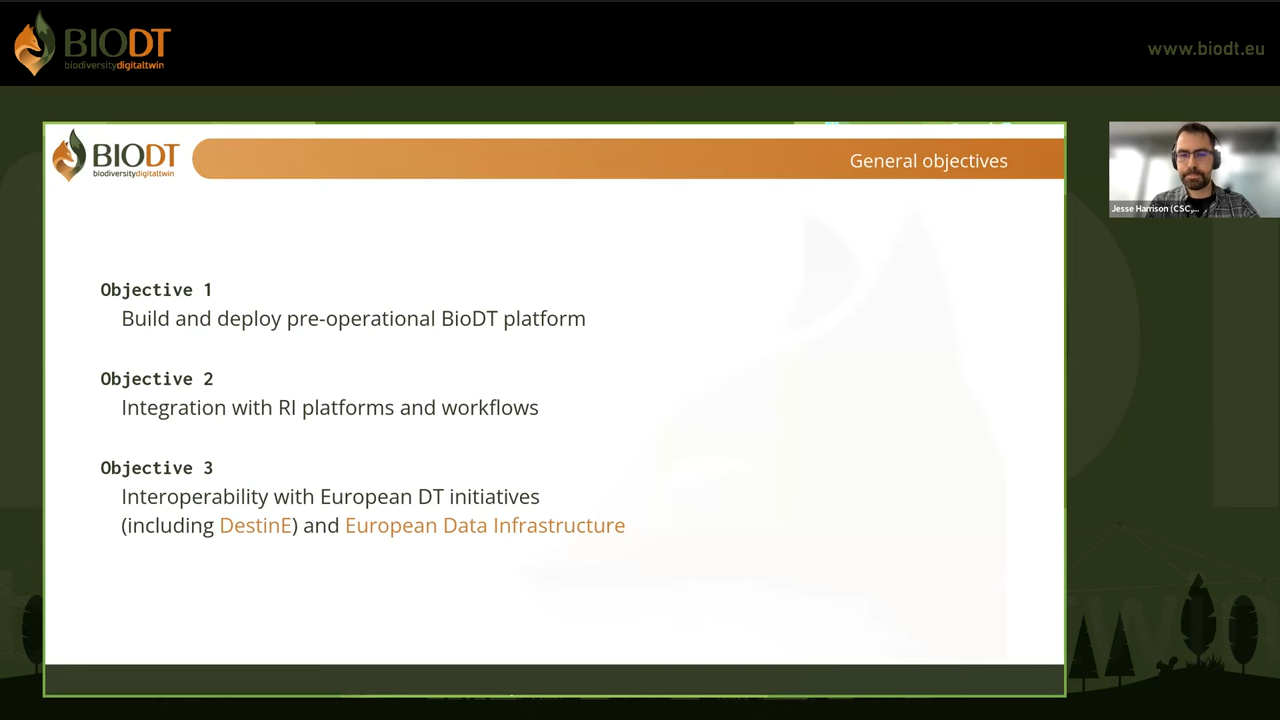 BIODT
biodiversitydigitaltwin
www.biodt.eu
BIODT
biodiversitydigitaltwin
General objectives
Jesse Harrison (CSC,...
Objective 1
Build and deploy pre-operational BioDT platform
Objective 2
Integration with RI platforms and workflows
Objective 3
Interoperability with European DT initiatives
(including DestinE) and European Data Infrastructure